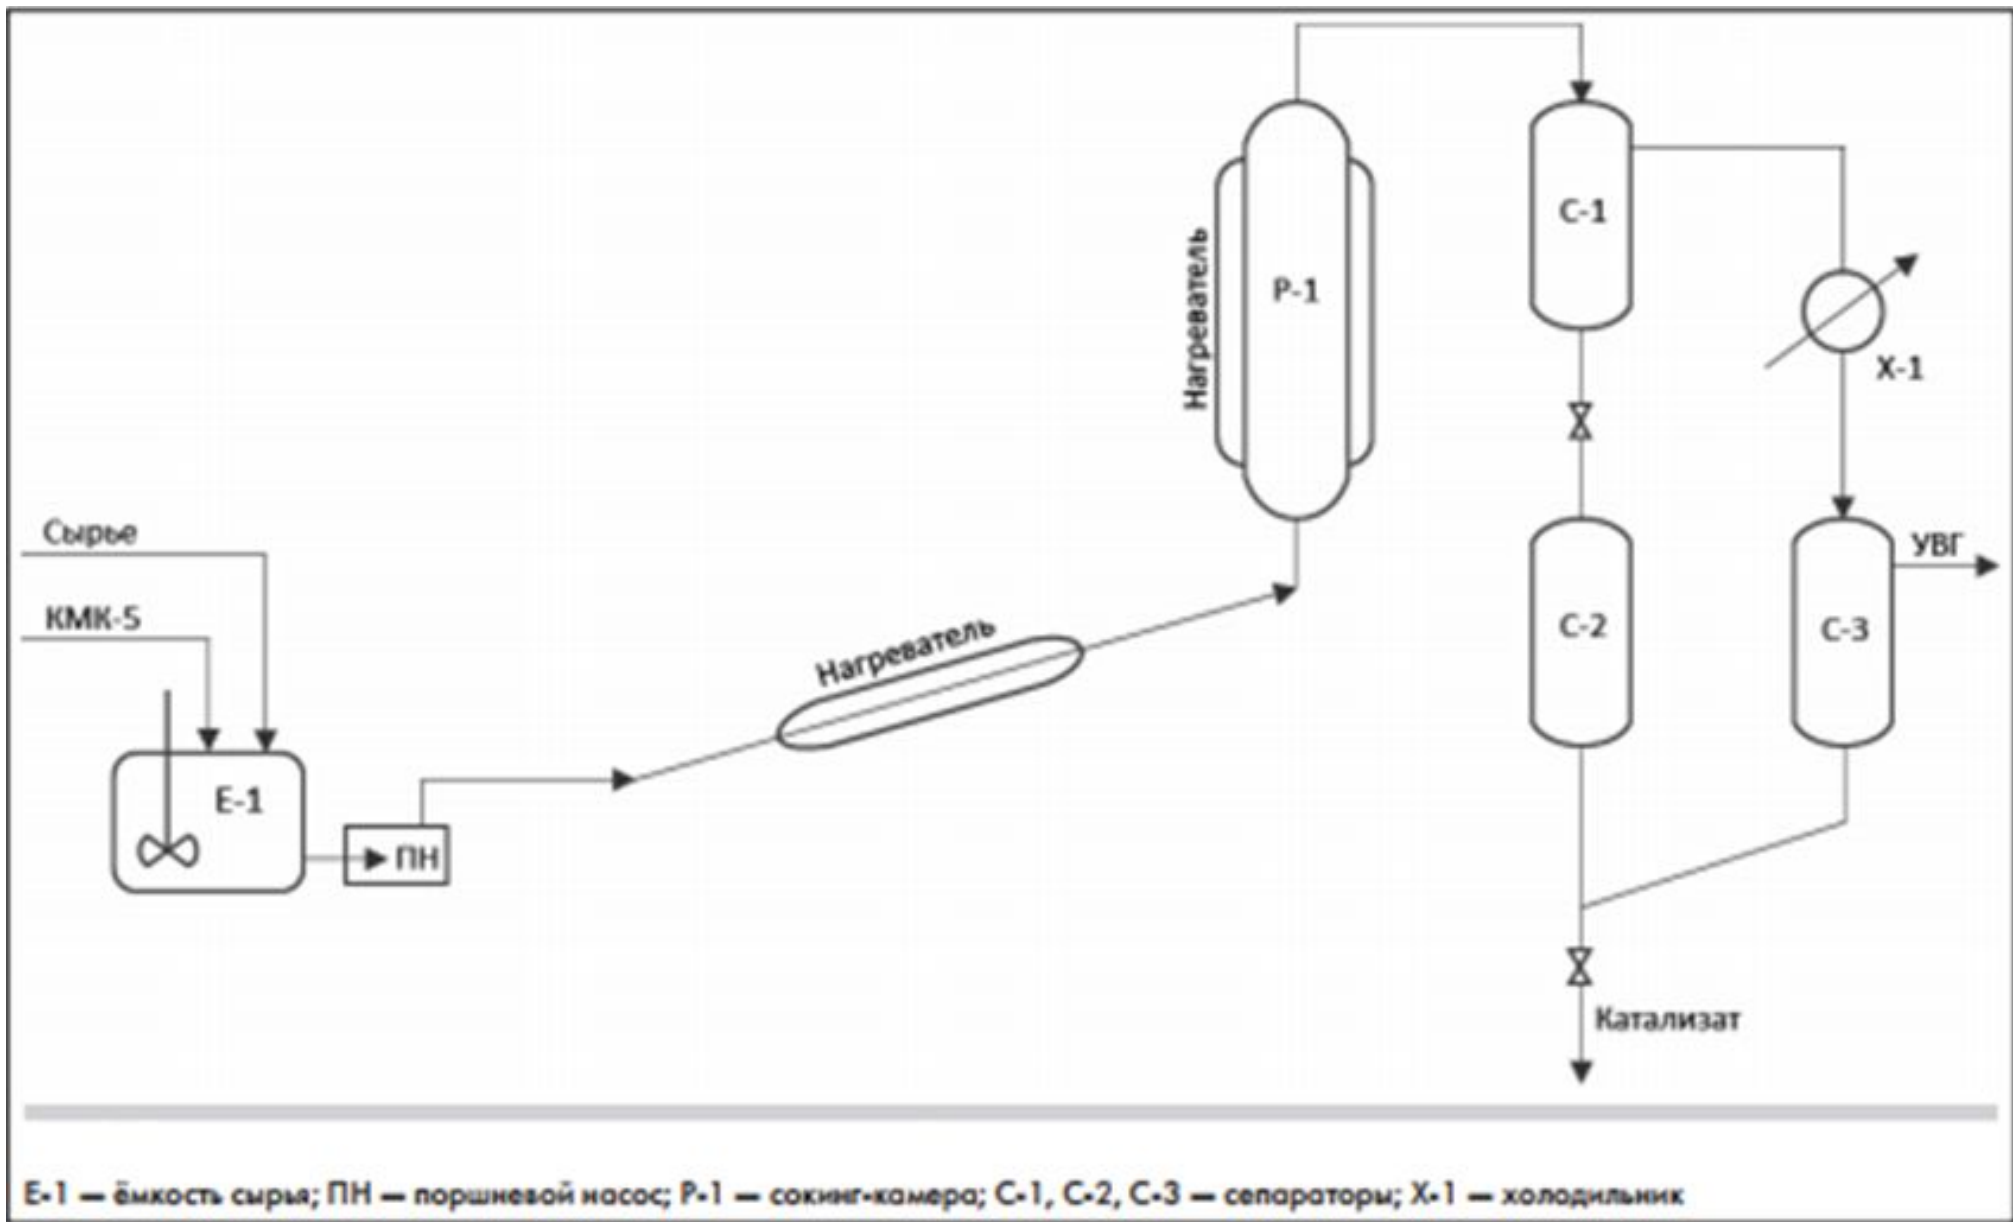 Нагреватель
Р-1
С-1
Х-1
Сырье
КМК-5
Е-1
ПН
Нагреватель
С-2
С-3
УВГ
Катализат
Е-1 — ёмкость сырья; ПН — поршневой насос; Р-1 — сокинг-камера; С-1, С-2, С-3 — сепараторы; Х-1 — холодильник